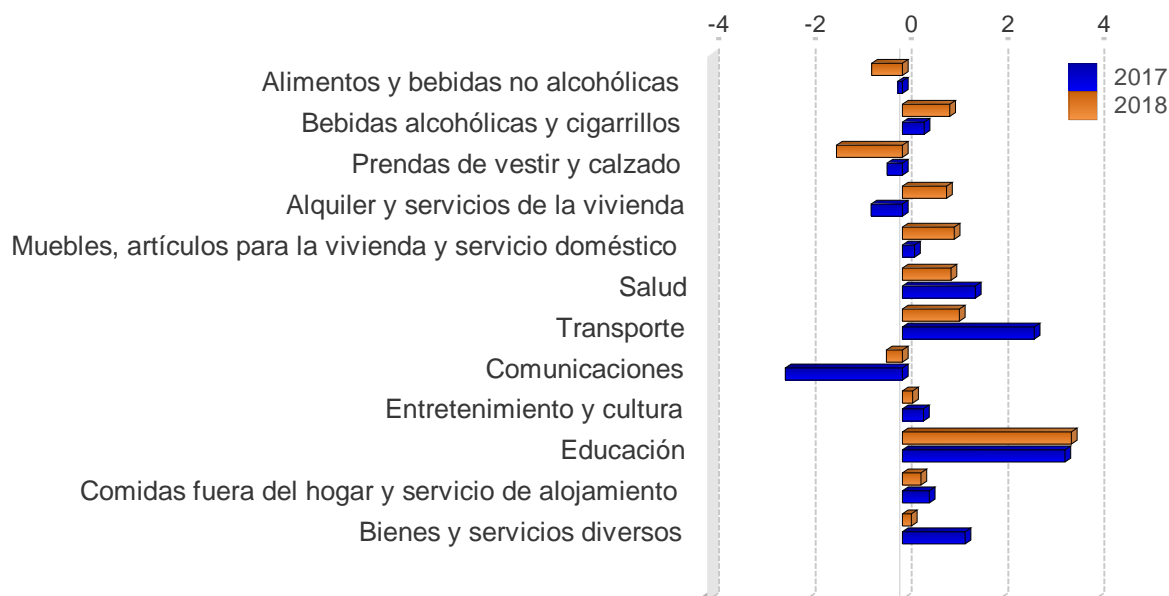 -4 -2 0 2 4
Alimentos y bebidas no alcohólicas
2017
2018
Bebidas alcohólicas y cigarrillos
Prendas de vestir y calzado
Alquiler y servicios de la vivienda
Muebles, artículos para la vivienda y servicio doméstico
Salud
Transporte
Comunicaciones
Entretenimiento y cultura
Educación
Comidas fuera del hogar y servicio de alojamiento
Bienes y servicios diversos